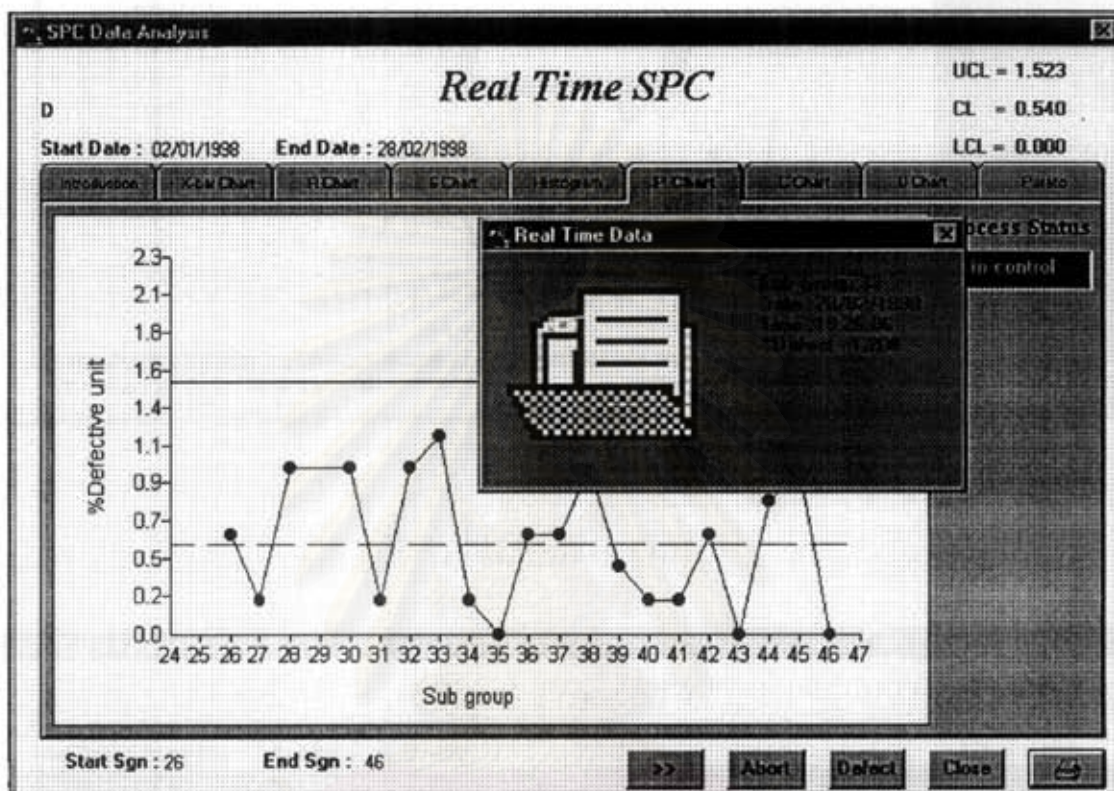 SPC Data Analysis
Real Time SPC
UCL = 1.523
CL = 0.540
LCL = 0.000
D
Start Date : 02/01/1998 End Date : 28/02/1998
Introduction X-bar Chart R Chart S Chart Histogram P Chart C Chart U Chart Pareto
Real Time Data
ocess Status
in control
%Defective unit
2.3
2.1
1.8
1.6
1.4
1.1
0.9
0.7
0.5
0.2
0.0
24 25 26 27 28 29 30 31 32 33 34 35 36 37 38 39 40 41 42 43 44 45 46 47
Sub group
Start Sgn : 26 End Sgn : 46
>> Abort Defect Close